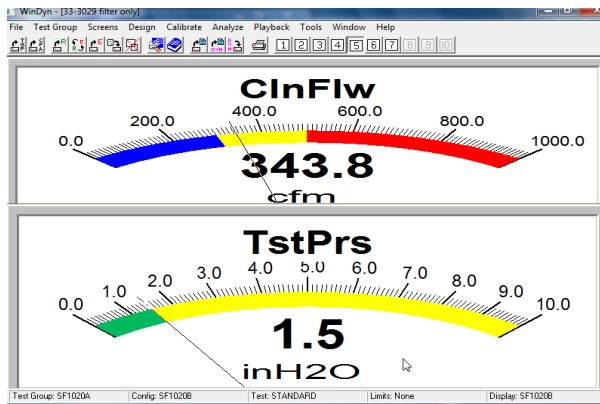 WinDyn - [33-3029 filter only]
File Test Group Screens Design Calibrate Analyze Playback Tools Window Help
1 2 3 4 5 6 7 8 9 10
ClnFlw
0.0 200.0 400.0 600.0 800.0 1000.0
343.8
cfm
TstPrs
0.0 1.0 2.0 3.0 4.0 5.0 6.0 7.0 8.0 9.0 10.0
1.5
inH2O
Test Group: SF1020A Config: SF1020B Test: STANDARD Limits: None Display: SF1020B